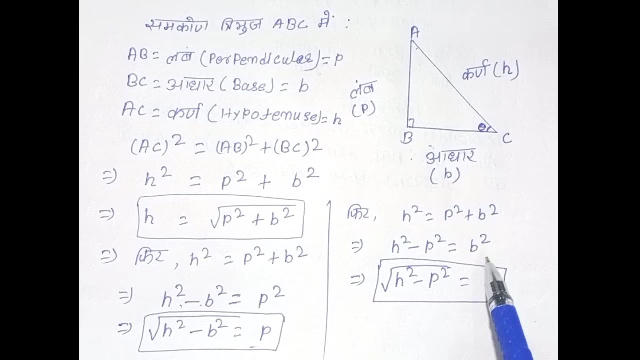 समकोण त्रिभुज ABC में :
AB = लंब (Perpendicular) = p
BC = आधार (Base) = b
AC = कर्ण (Hypotenuse) = h
(AC)² = (AB)² + (BC)²
⇒ h² = p² + b²
⇒ h = √p² + b²
⇒ फिर, h² = p² + b²
⇒ h² - b² = p²
⇒ √h² - b² = p
A
कर्ण (h)
लंब
(p)
B
θ
C
आधार
(b)
फिर, h² = p² + b²
⇒ h² - p² = b²
⇒ √h² - p² =